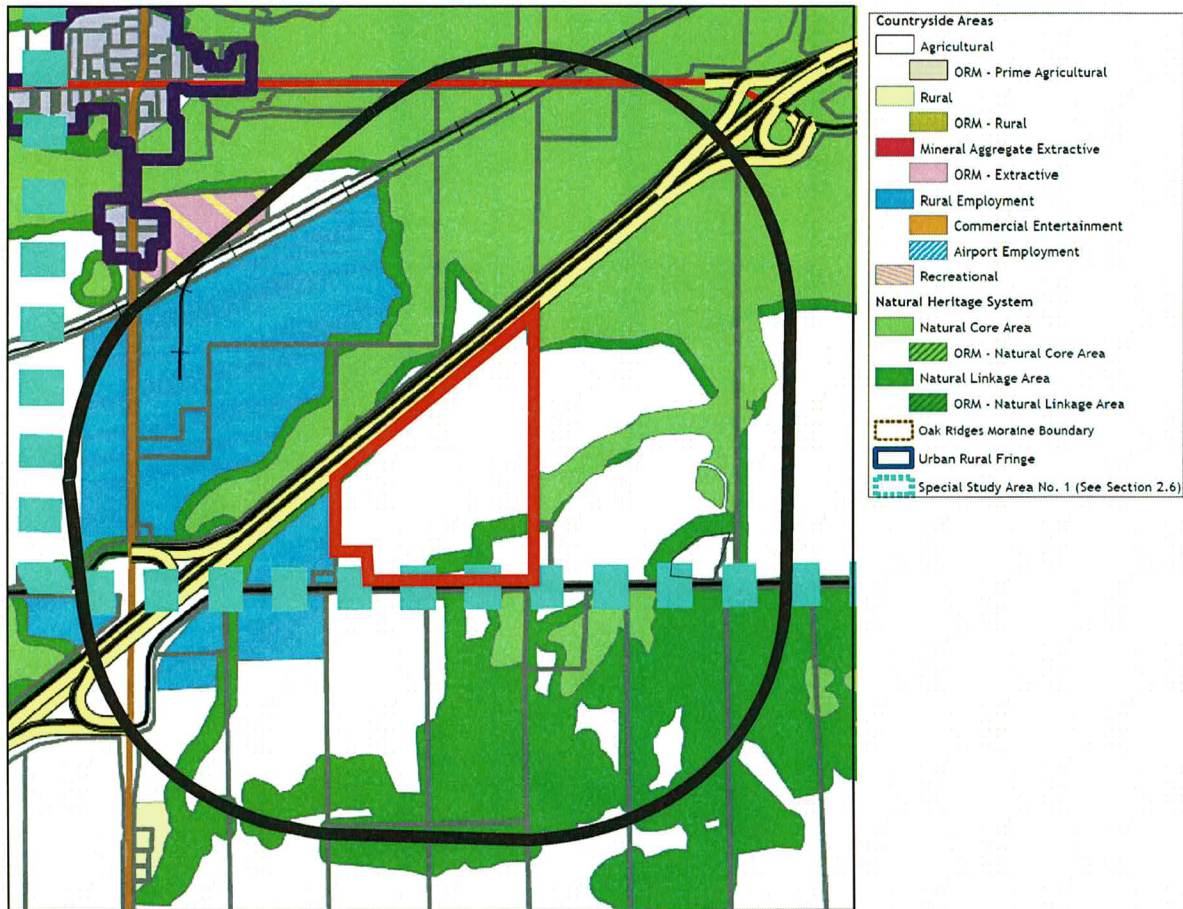 Countryside Areas
Agricultural
ORM - Prime Agricultural
Rural
ORM - Rural
Mineral Aggregate Extractive
ORM - Extractive
Rural Employment
Commercial Entertainment
Airport Employment
Recreational
Natural Heritage System
Natural Core Area
ORM - Natural Core Area
Natural Linkage Area
ORM - Natural Linkage Area
Oak Ridges Moraine Boundary
Urban Rural Fringe
Special Study Area No. 1 (See Section 2.6)